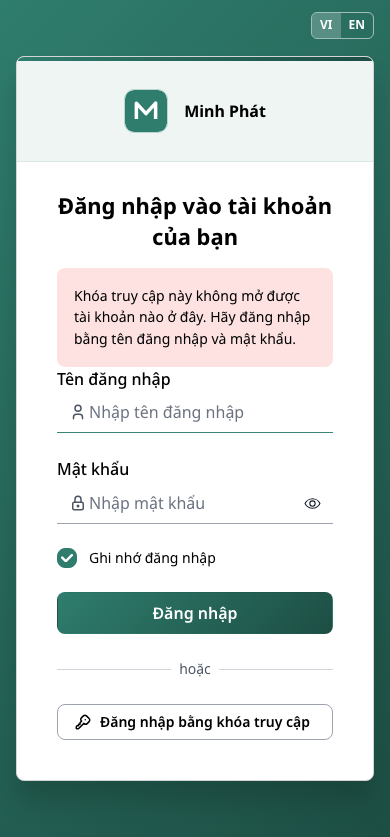 VI EN
Minh Phát
Đăng nhập vào tài khoản
của bạn
Khóa truy cập này không mở được
tài khoản nào ở đây. Hãy đăng nhập
bằng tên đăng nhập và mật khẩu.
Tên đăng nhập
Nhập tên đăng nhập
Mật khẩu
Nhập mật khẩu
Ghi nhớ đăng nhập
Đăng nhập
hoặc
Đăng nhập bằng khóa truy cập